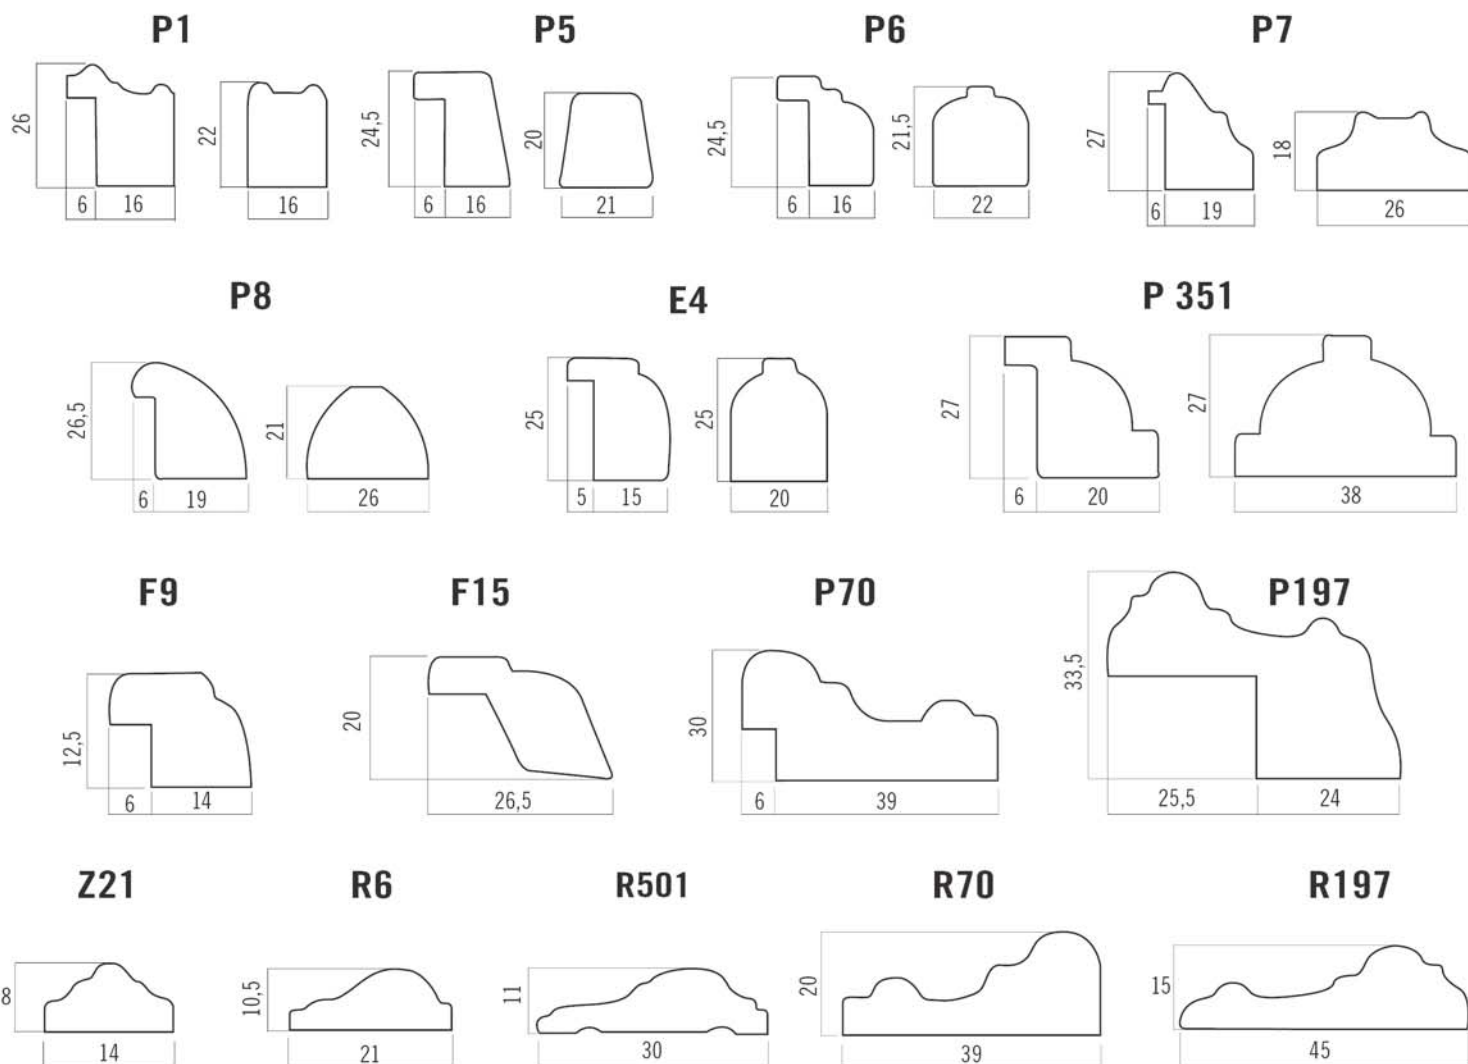 P1 P5 P6 P7
26 22 24,5 20 24,5 21,5 27 18
6 16 16 6 16 21 6 16 22 6 19 26
P8 E4 P 351
26,5 21 25 25 27 27
6 19 26 5 15 20 6 20 38
F9 F15 P70 P197
12,5 20 30 33,5
6 14 26,5 6 39 25,5 24
Z21 R6 R501 R70 R197
8 10,5 11 20 15
14 21 30 39 45